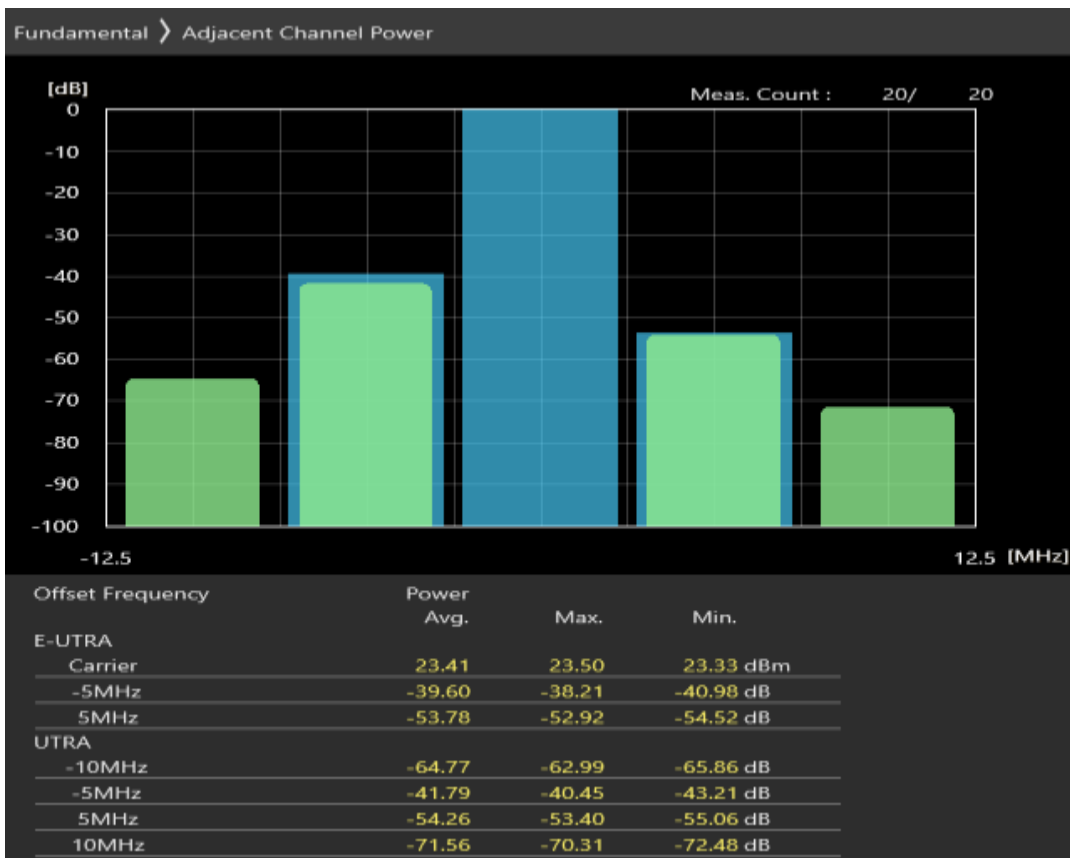 Fundamental 〉 Adjacent Channel Power
[dB]
Meas. Count : 20/ 20
0
-10
-20
-30
-40
-50
-60
-70
-80
-90
-100
-12.5 12.5 [MHz]
Offset Frequency Power
Avg. Max. Min.
E-UTRA
Carrier 23.41 23.50 23.33 dBm
-5MHz -39.60 -38.21 -40.98 dB
5MHz -53.78 -52.92 -54.52 dB
UTRA
-10MHz -64.77 -62.99 -65.86 dB
-5MHz -41.79 -40.45 -43.21 dB
5MHz -54.26 -53.40 -55.06 dB
10MHz -71.56 -70.31 -72.48 dB